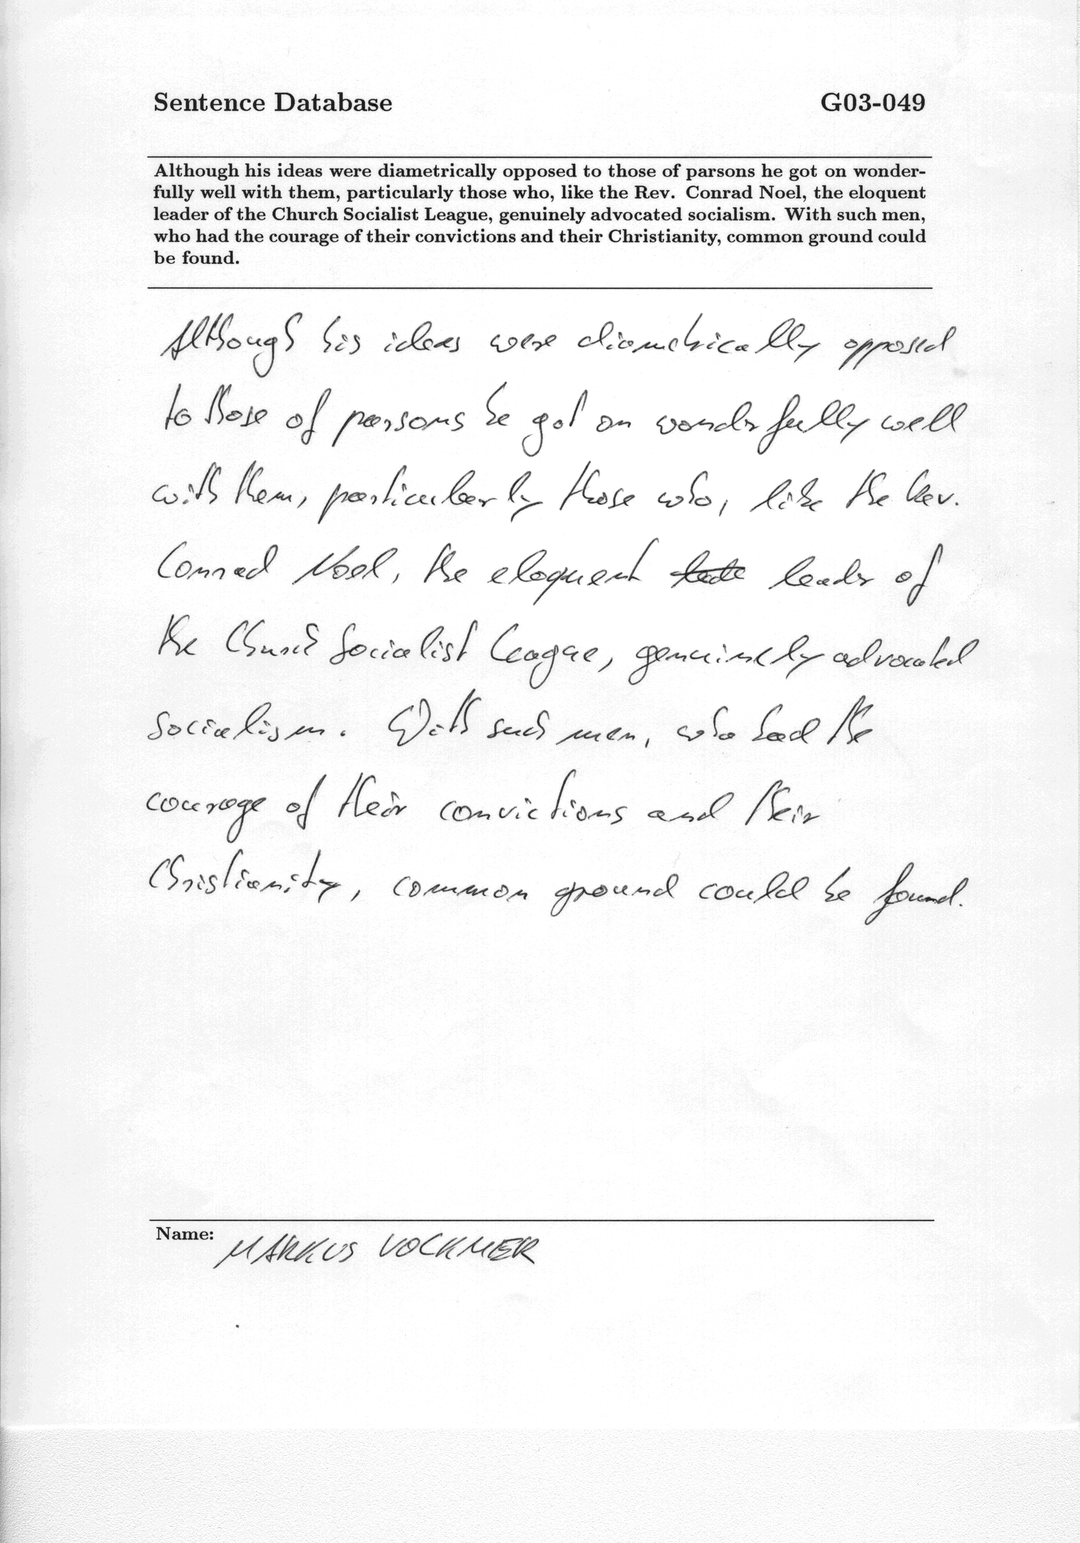 Sentence Database G03-049
Although his ideas were diametrically opposed to those of parsons he got on wonder-
fully well with them, particularly those who, like the Rev. Conrad Noel, the eloquent
leader of the Church Socialist League, genuinely advocated socialism. With such men,
who had the courage of their convictions and their Christianity, common ground could
be found.
Although his ideas were diametrically opposed
to those of parsons he got on wonderfully well
with them, particularly those who, like the Rev.
Conrad Noel, the eloquent leader of
the Church Socialist League, genuinely advocated
socialism. With such men, who had the
courage of their convictions and their
Christianity, common ground could be found.
Name: MARKUS VOCKMER